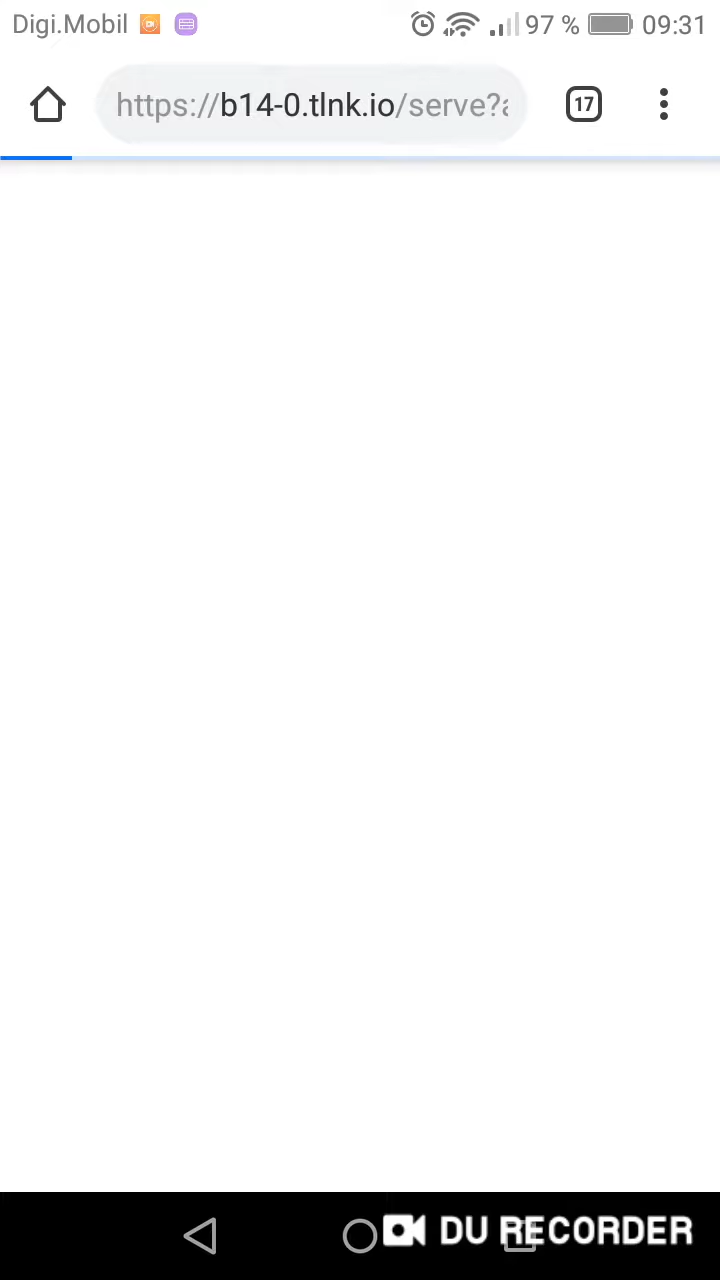 Digi.Mobil 97 % 09:31
https://b14-0.tlnk.io/serve? 17
DU RECORDER